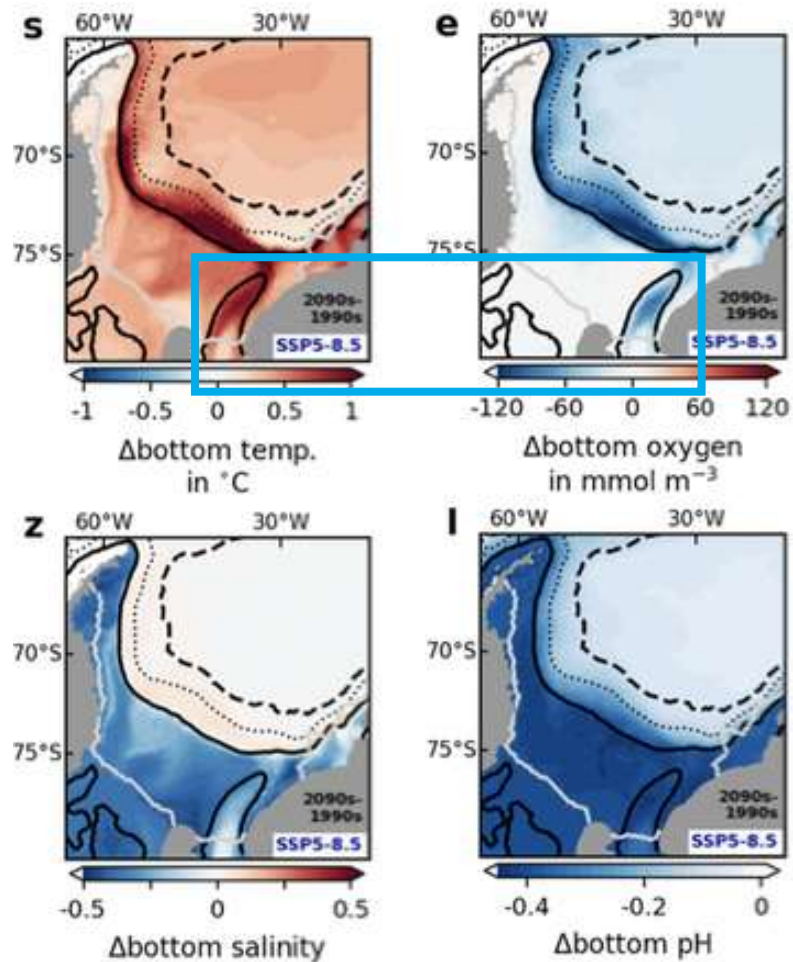 s
60°W 30°W
70°S
75°S
2090s-
1990s
SSP5-8.5
-1 -0.5 0 0.5 1
Δbottom temp.
in °C
e
60°W 30°W
70°S
75°S
2090s-
1990s
SSP5-8.5
-120 -60 0 60 120
Δbottom oxygen
in mmol m⁻³
z
60°W 30°W
70°S
75°S
2090s-
1990s
SSP5-8.5
-0.5 0 0.5
Δbottom salinity
l
60°W 30°W
70°S
75°S
2090s-
1990s
SSP5-8.5
-0.4 -0.2 0
Δbottom pH